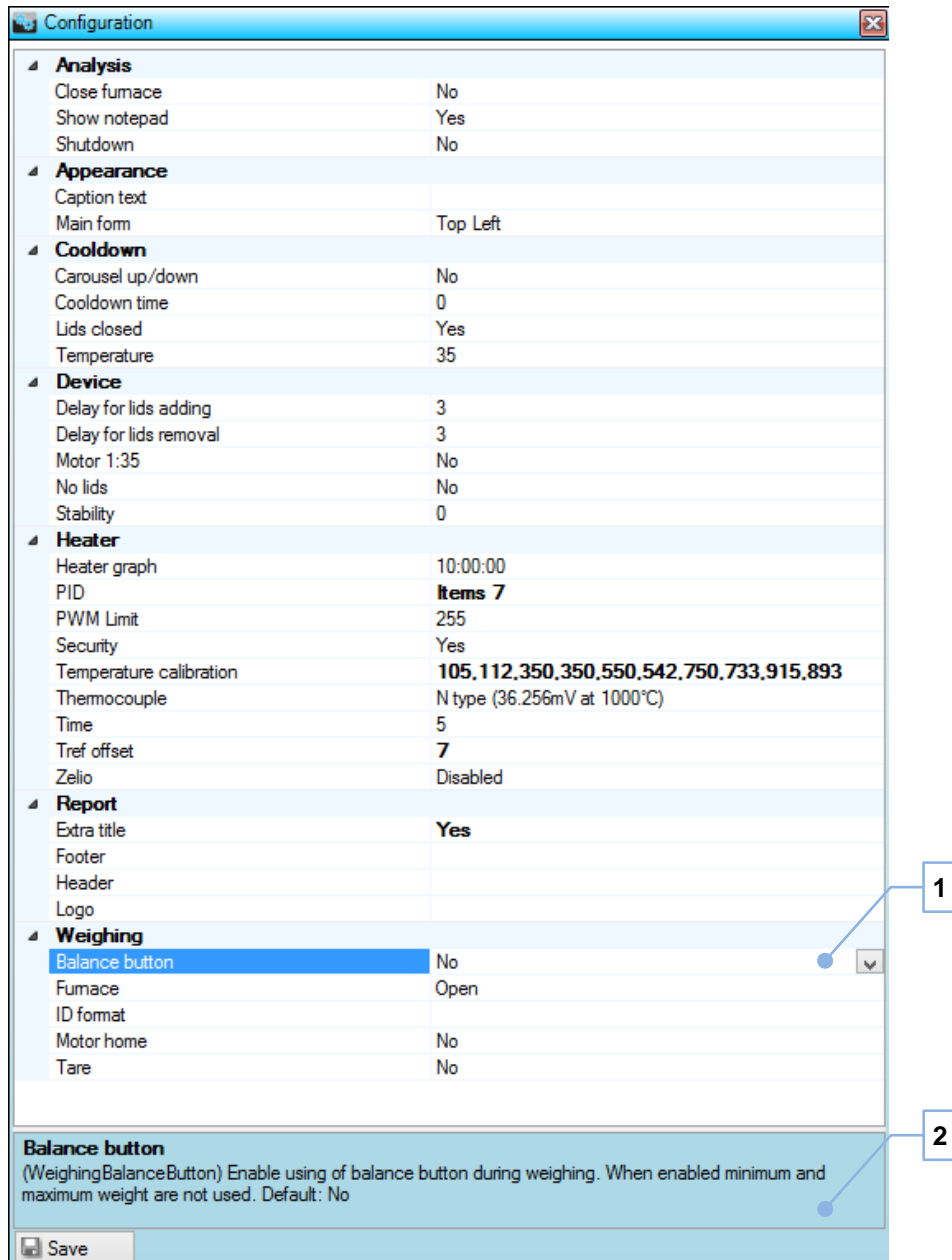 Configuration
Analysis
Close furnace No
Show notepad Yes
Shutdown No
Appearance
Caption text
Main form Top Left
Cooldown
Carousel up/down No
Cooldown time 0
Lids closed Yes
Temperature 35
Device
Delay for lids adding 3
Delay for lids removal 3
Motor 1:35 No
No lids No
Stability 0
Heater
Heater graph 10:00:00
PID Items 7
PWM Limit 255
Security Yes
Temperature calibration 105,112,350,350,550,542,750,733,915,893
Thermocouple N type (36.256mV at 1000°C)
Time 5
Tref offset 7
Zelio Disabled
Report
Extra title Yes
Footer
Header
Logo
1
Weighing
Balance button No
Furnace Open
ID format
Motor home No
Tare No
2
Balance button
(WeighingBalanceButton) Enable using of balance button during weighing. When enabled minimum and
maximum weight are not used. Default: No
Save